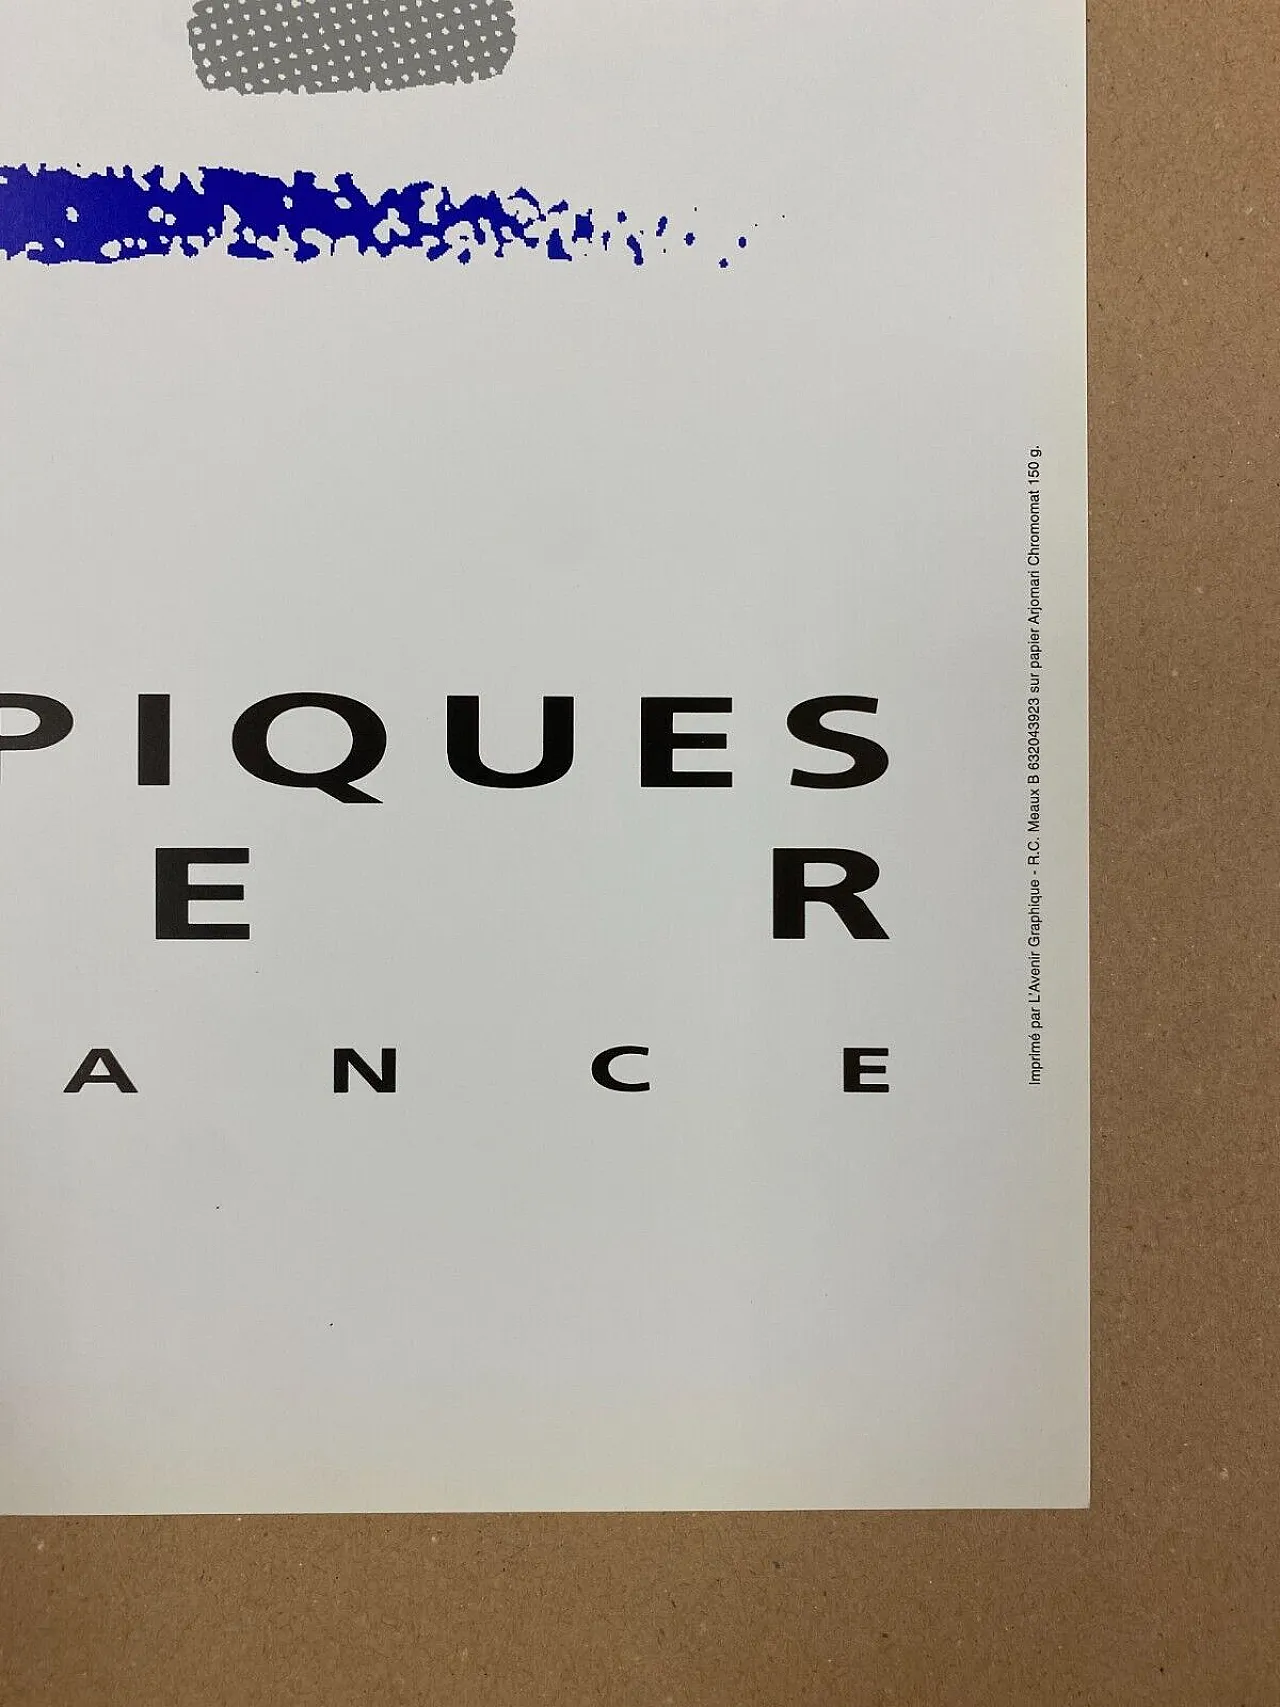 PIQUES
E R
A N C E
Imprimé par L'Avenir Graphique - R.C. Meaux B 632043923 sur papier Arjomari Chromomat 150 g.